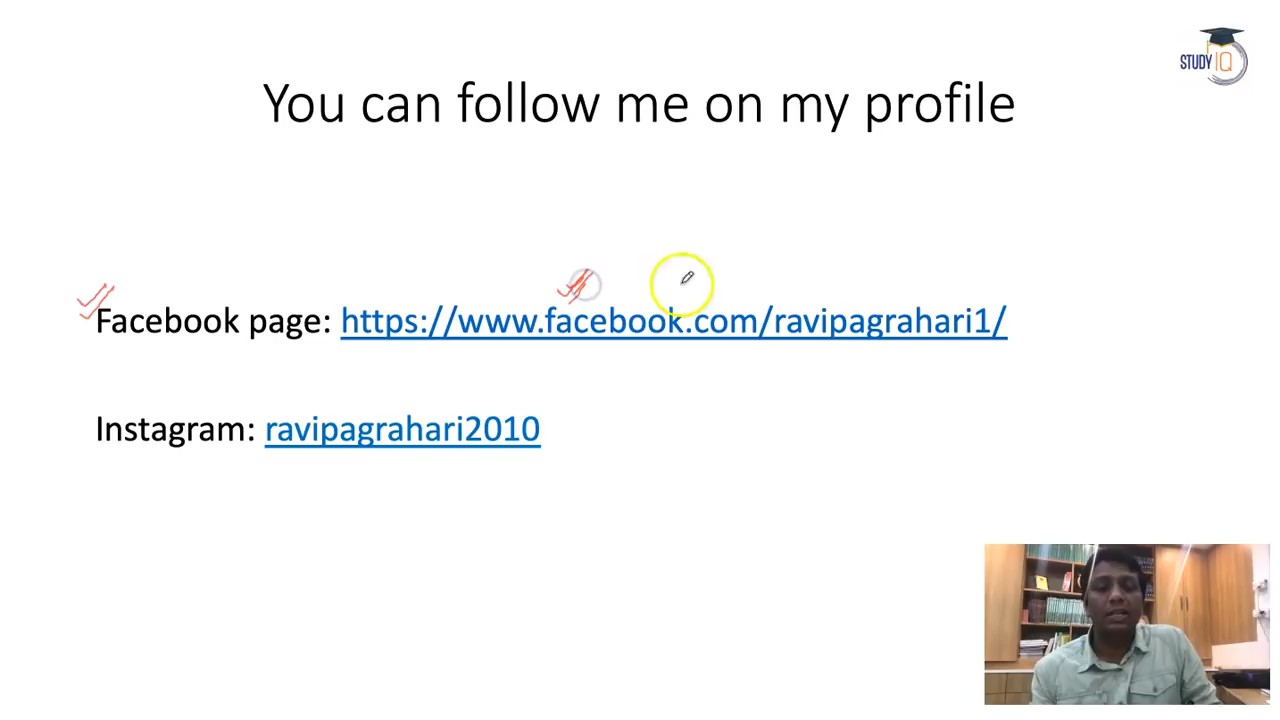 STUDY IQ
You can follow me on my profile
Facebook page: https://www.facebook.com/ravipagrahari1/
Instagram: ravipagrahari2010